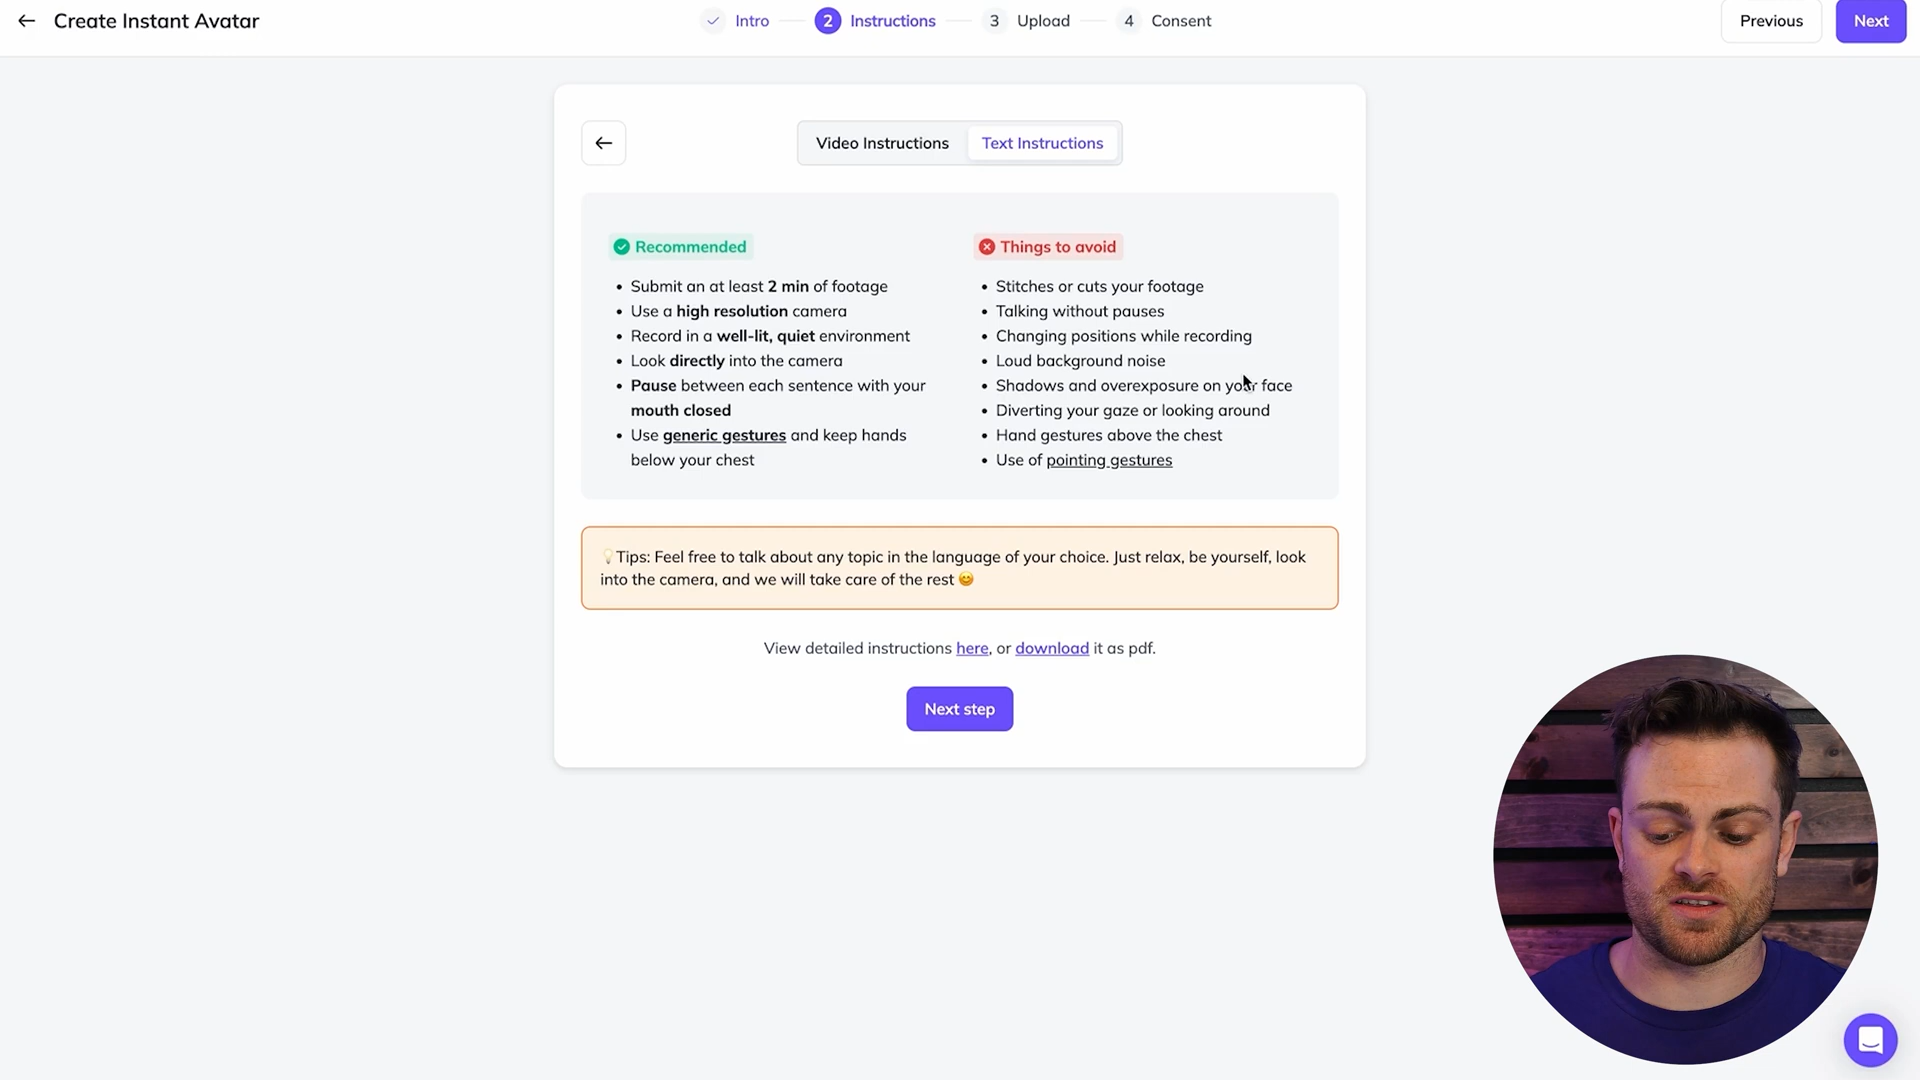 Create Instant Avatar
Intro
2 Instructions
3 Upload
4 Consent
Previous
Next
Video Instructions
Text Instructions
Recommended
Submit an at least 2 min of footage
Use a high resolution camera
Record in a well-lit, quiet environment
Look directly into the camera
Pause between each sentence with your
mouth closed
Use generic gestures and keep hands
below your chest
Things to avoid
Stitches or cuts your footage
Talking without pauses
Changing positions while recording
Loud background noise
Shadows and overexposure on your face
Diverting your gaze or looking around
Hand gestures above the chest
Use of pointing gestures
💡Tips: Feel free to talk about any topic in the language of your choice. Just relax, be yourself, look
into the camera, and we will take care of the rest 😊
View detailed instructions here, or download it as pdf.
Next step